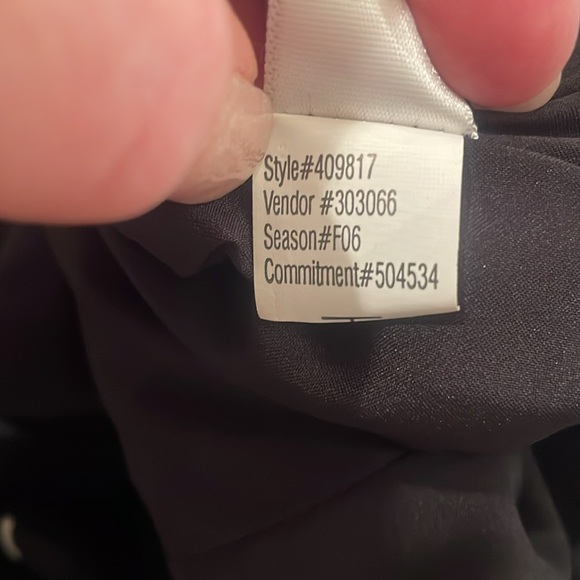 Style#409817
Vendor #303066
Season#F06
Commitment#504534